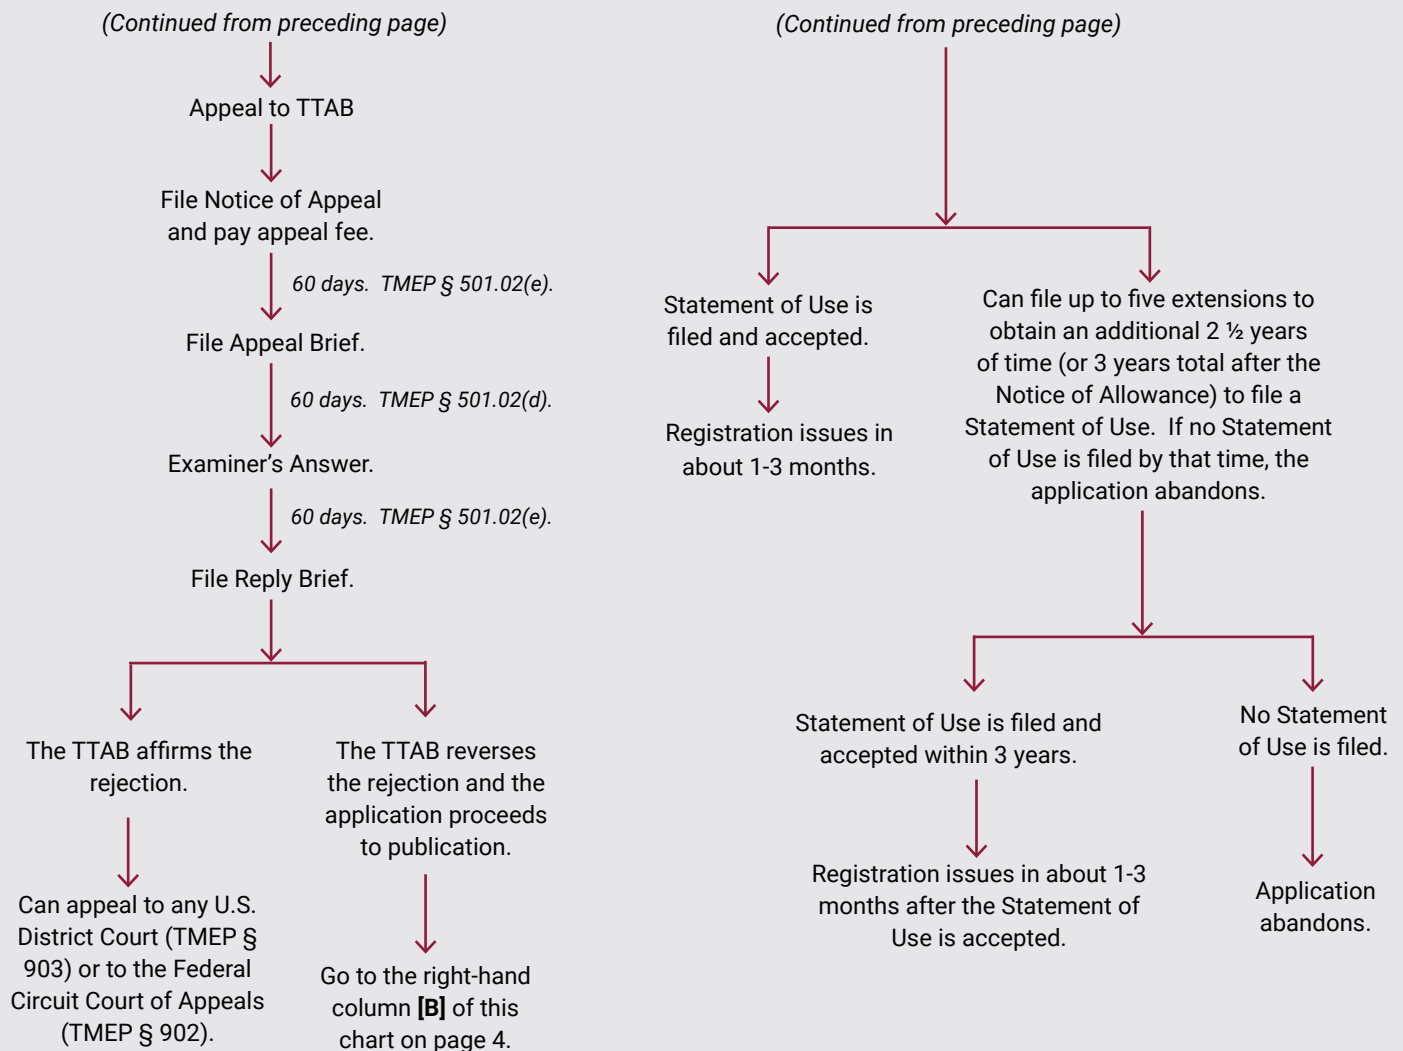 (Continued from preceding page)
Appeal to TTAB
File Notice of Appeal
and pay appeal fee.
60 days.  TMEP § 501.02(e).
File Appeal Brief.
60 days.  TMEP § 501.02(d).
Examiner's Answer.
60 days.  TMEP § 501.02(e).
File Reply Brief.
The TTAB affirms the
rejection.
Can appeal to any U.S.
District Court (TMEP §
903) or to the Federal
Circuit Court of Appeals
(TMEP § 902).
The TTAB reverses
the rejection and the
application proceeds
to publication.
Go to the right-hand
column [B] of this
chart on page 4.
(Continued from preceding page)
Statement of Use is
filed and accepted.
Registration issues in
about 1-3 months.
Can file up to five extensions to
obtain an additional 2 ½ years
of time (or 3 years total after the
Notice of Allowance) to file a
Statement of Use.  If no Statement
of Use is filed by that time, the
application abandons.
Statement of Use is filed and
accepted within 3 years.
Registration issues in about 1-3
months after the Statement of
Use is accepted.
No Statement
of Use is filed.
Application
abandons.